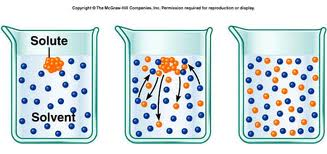 Copyright © The McGraw-Hill Companies, Inc. Permission required for reproduction or display.
Solute
Solvent